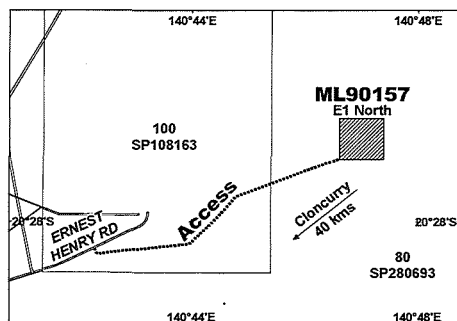 140°44'E
140°48'E
ML90157
E1 North
100
SP108163
Access
Cloncurry
40 kms
ERNEST
HENRY RD
20°28'S
20°28'S
80
SP280693
140°44'E
140°48'E